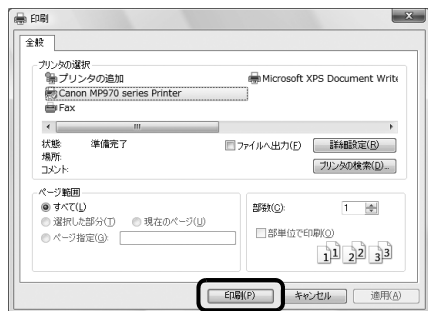 印刷
全般
プリンタの選択
プリンタの追加
Microsoft XPS Document Write
Canon MP970 series Printer
Fax
状態: 準備完了
ファイルへ出力(F)
詳細設定(R)
場所:
コメント:
プリンタの検索(D)...
ページ範囲
すべて(L)
選択した部分(T)
現在のページ(U)
ページ指定(G):
部数(C): 1
部単位で印刷(O)
11 22 33
印刷(P)
キャンセル
適用(A)